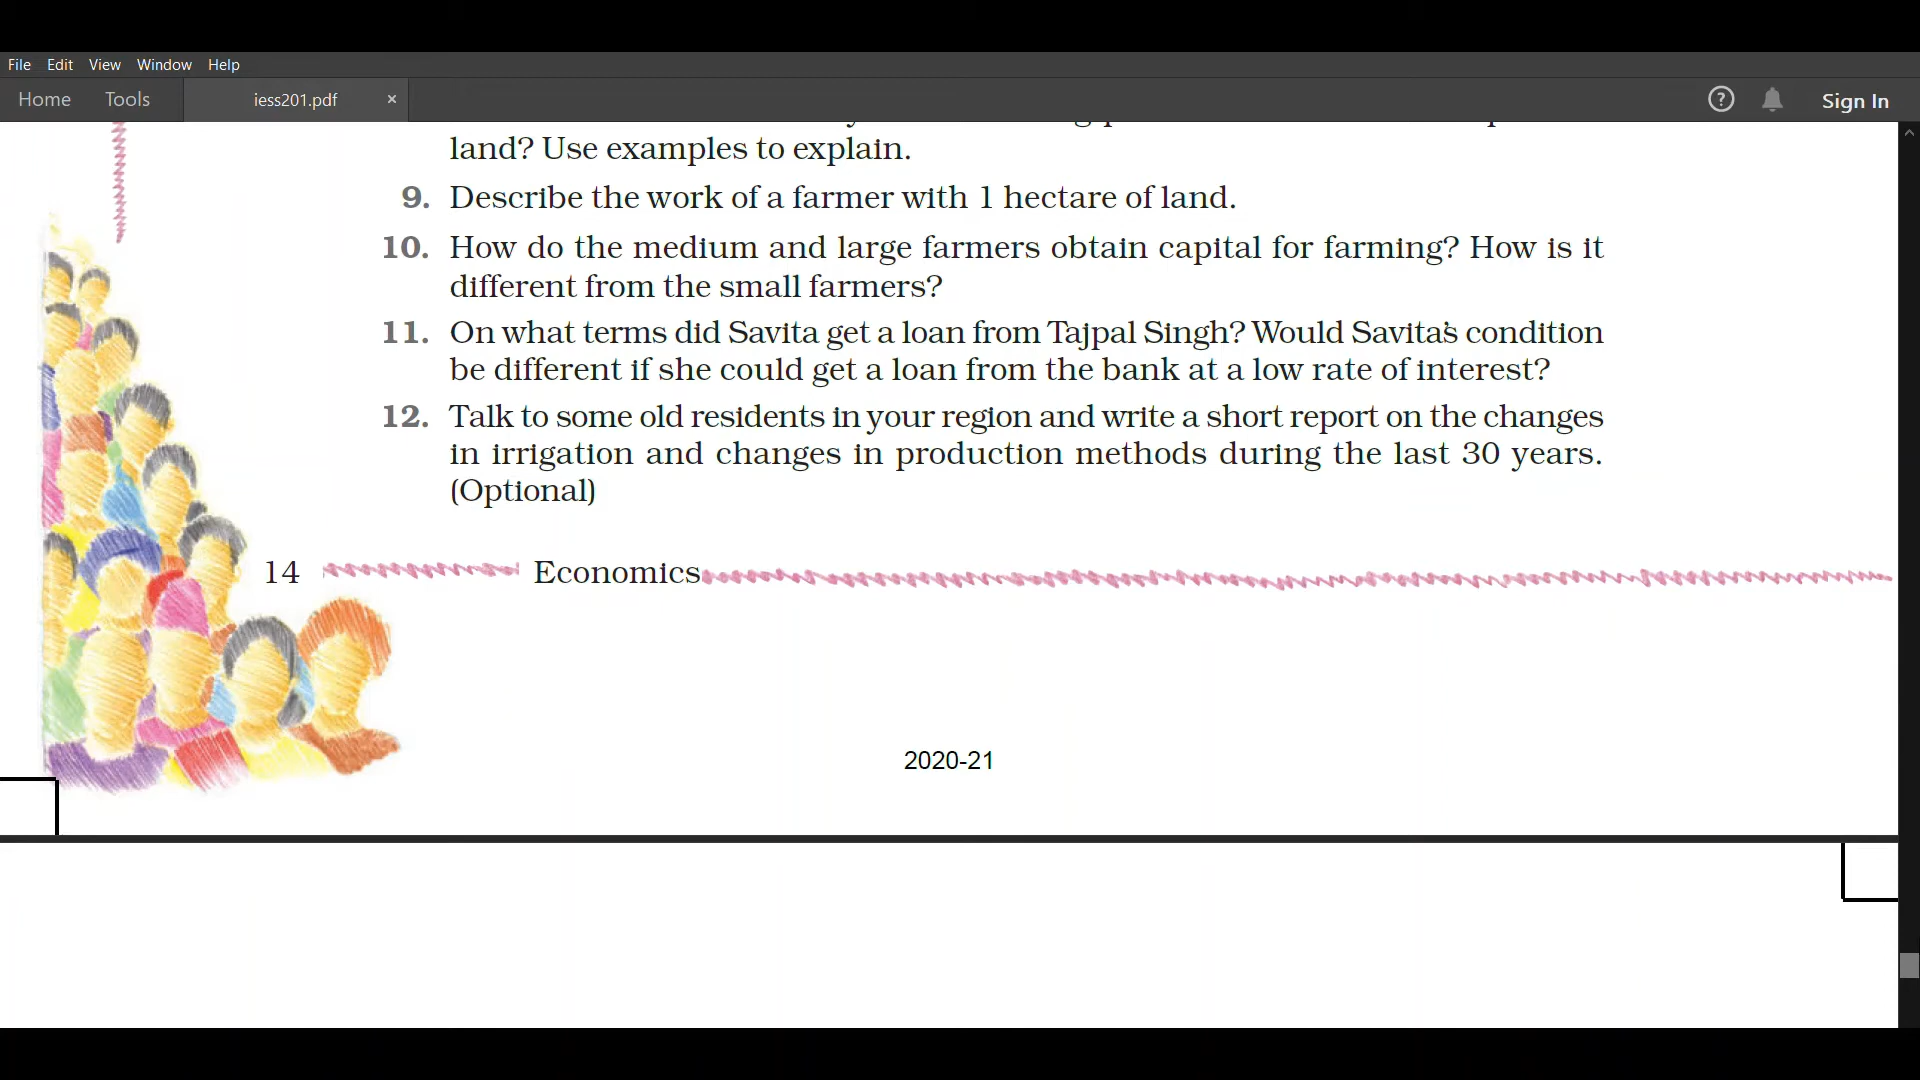 File Edit View Window Help
Home Tools iess201.pdf × ? Sign In
land? Use examples to explain.
9. Describe the work of a farmer with 1 hectare of land.
10. How do the medium and large farmers obtain capital for farming? How is it
different from the small farmers?
11. On what terms did Savita get a loan from Tajpal Singh? Would Savita's condition
be different if she could get a loan from the bank at a low rate of interest?
12. Talk to some old residents in your region and write a short report on the changes
in irrigation and changes in production methods during the last 30 years.
(Optional)
14 Economics
2020-21